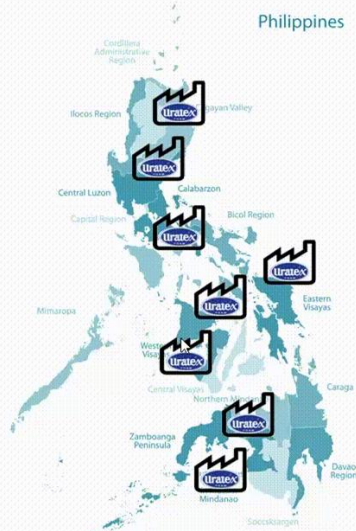 Philippines
Cordillera
Administrative
Region
uratex
Cagayan Valley
Ilocos Region
uratex
Central Luzon
Calabarzon
Capital Region
uratex
Bicol Region
uratex
Mimaropa
uratex
Eastern
Visayas
Western
Visayas
uratex
Central Visayas
Caraga
Northern Mindanao
uratex
Zamboanga
Peninsula
uratex
Davao
Region
Mindanao
Soccsksargen